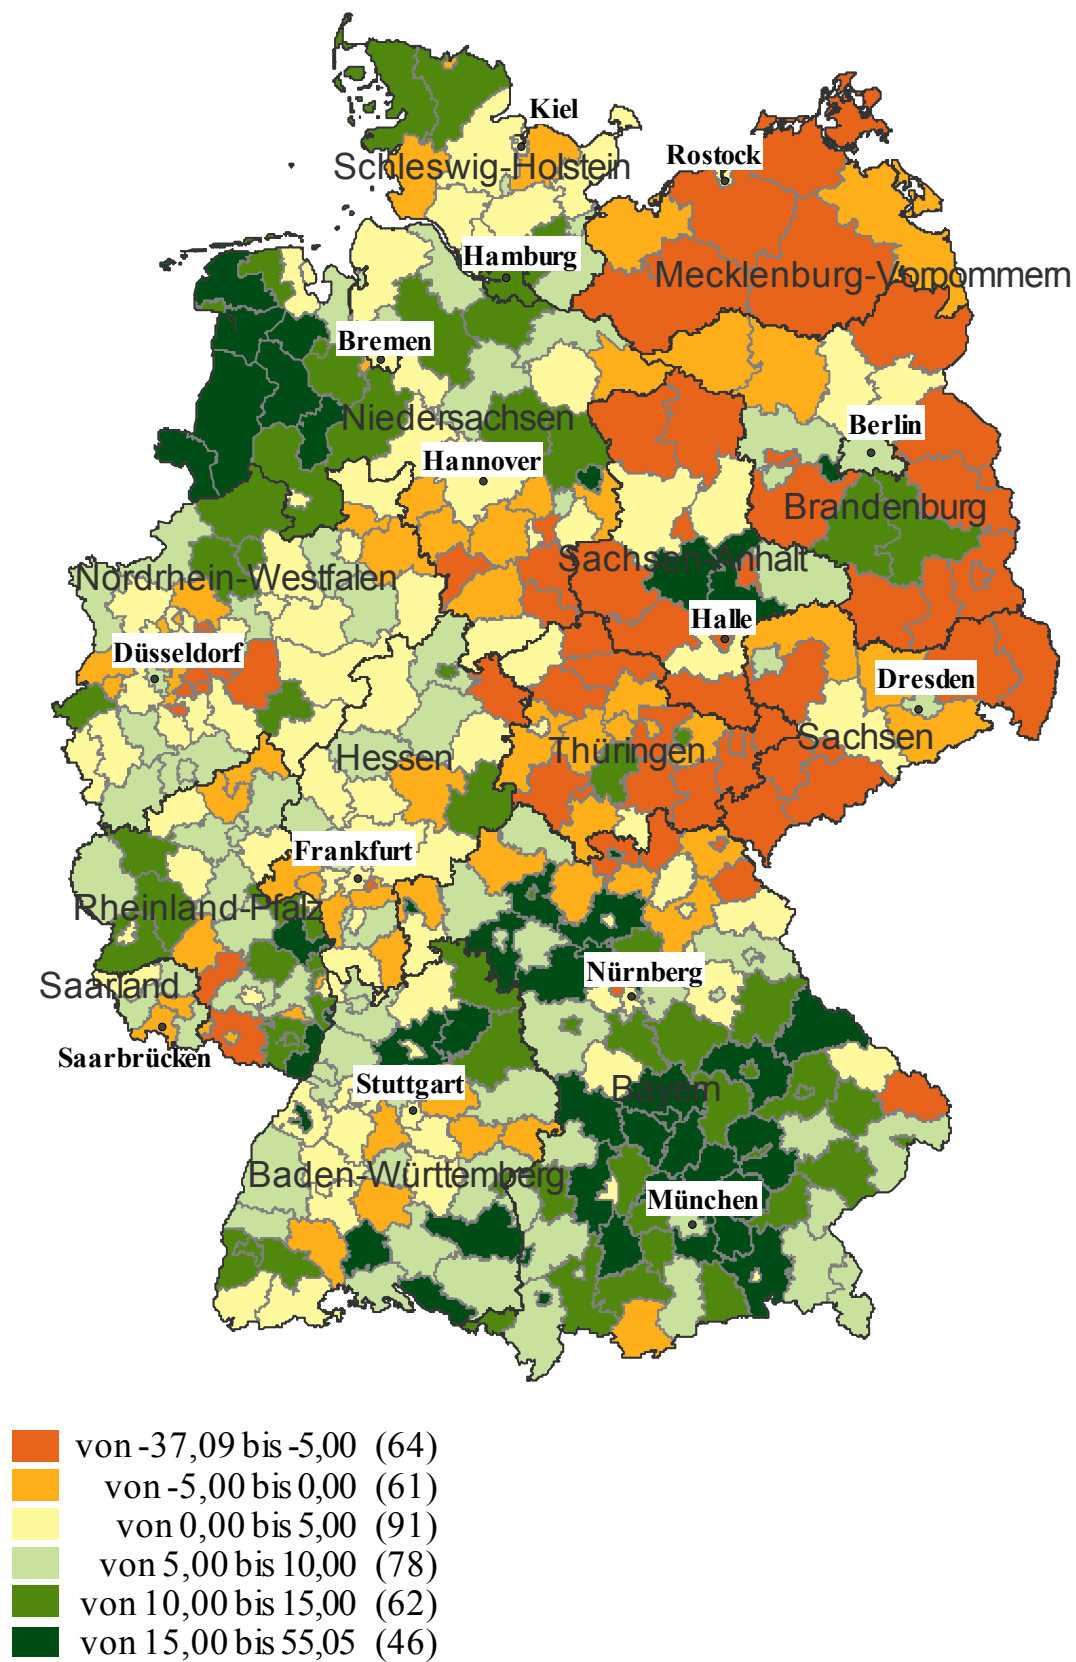 Kiel
Schleswig-Holstein
Rostock
Hamburg
Mecklenburg-Vorpommern
Bremen
Niedersachsen
Berlin
Hannover
Brandenburg
Sachsen-Anhalt
Nordrhein-Westfalen
Halle
Düsseldorf
Dresden
Sachsen
Thüringen
Hessen
Frankfurt
Rheinland-Pfalz
Nürnberg
Saarland
Saarbrücken
Stuttgart
Bayern
Baden-Württemberg
München
von -37,09 bis -5,00 (64)
von -5,00 bis 0,00 (61)
von 0,00 bis 5,00 (91)
von 5,00 bis 10,00 (78)
von 10,00 bis 15,00 (62)
von 15,00 bis 55,05 (46)